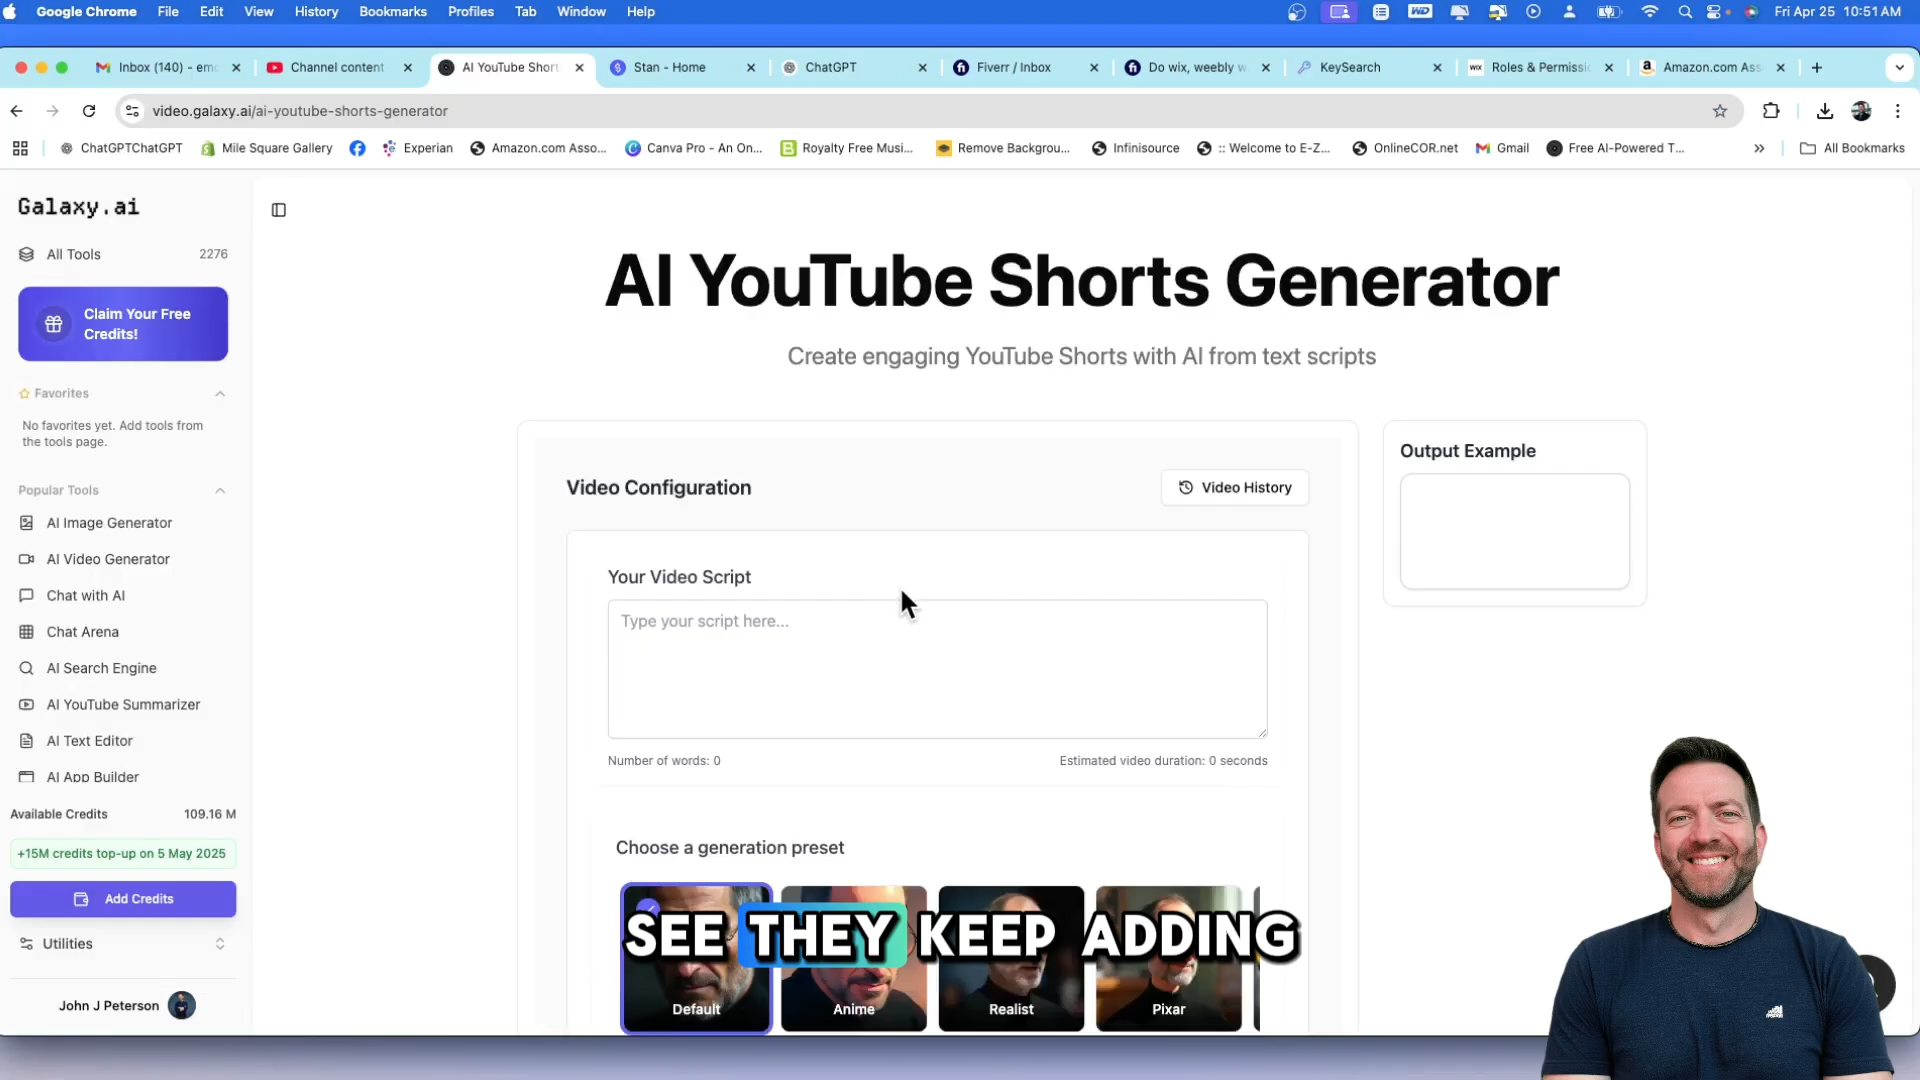 Google Chrome File Edit View History Bookmarks Profiles Tab Window Help
WD
Fri Apr 25 10:51 AM
Inbox (140) - emc
Channel content
AI YouTube Short
Stan - Home
ChatGPT
Fiverr / Inbox
Do wix, weebly w
KeySearch
WIX Roles & Permissi
Amazon.com Ass
video.galaxy.ai/ai-youtube-shorts-generator
ChatGPTChatGPT
Mile Square Gallery
Experian
Amazon.com Asso...
Canva Pro - An On...
Royalty Free Musi...
Remove Backgrou...
Infinisource
:: Welcome to E-Z...
OnlineCOR.net
Gmail
Free AI-Powered T...
All Bookmarks
Galaxy.ai
All Tools 2276
Claim Your Free
Credits!
Favorites
No favorites yet. Add tools from
the tools page.
Popular Tools
AI Image Generator
AI Video Generator
Chat with AI
Chat Arena
AI Search Engine
AI YouTube Summarizer
AI Text Editor
AI App Builder
Available Credits 109.16 M
+15M credits top-up on 5 May 2025
Add Credits
Utilities
John J Peterson
AI YouTube Shorts Generator
Create engaging YouTube Shorts with AI from text scripts
Video Configuration
Video History
Your Video Script
Type your script here...
Number of words: 0
Estimated video duration: 0 seconds
Choose a generation preset
SEE THEY KEEP ADDING
Default
Anime
Realist
Pixar
Output Example